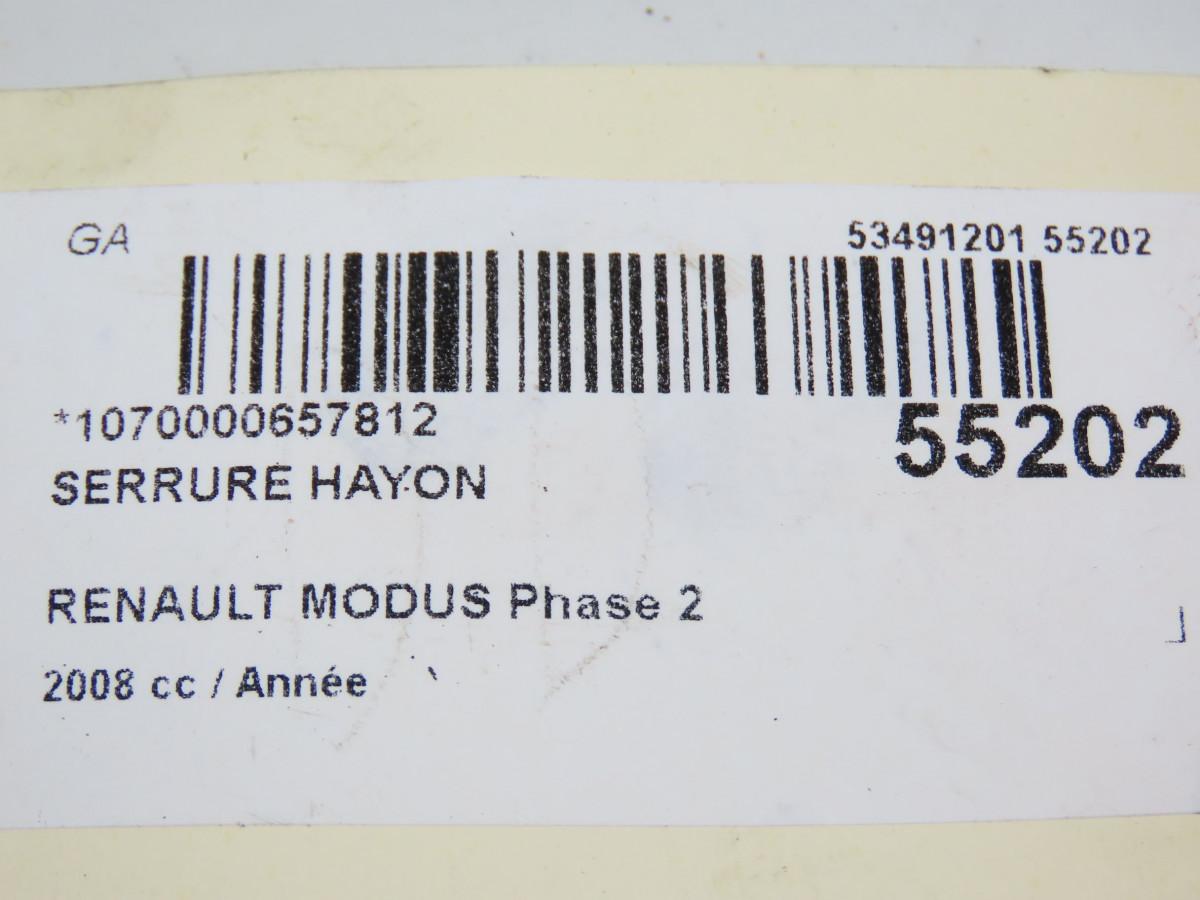 GA 53491201 55202
*1070000657812 55202
SERRURE HAYON
RENAULT MODUS Phase 2
2008 cc / Année